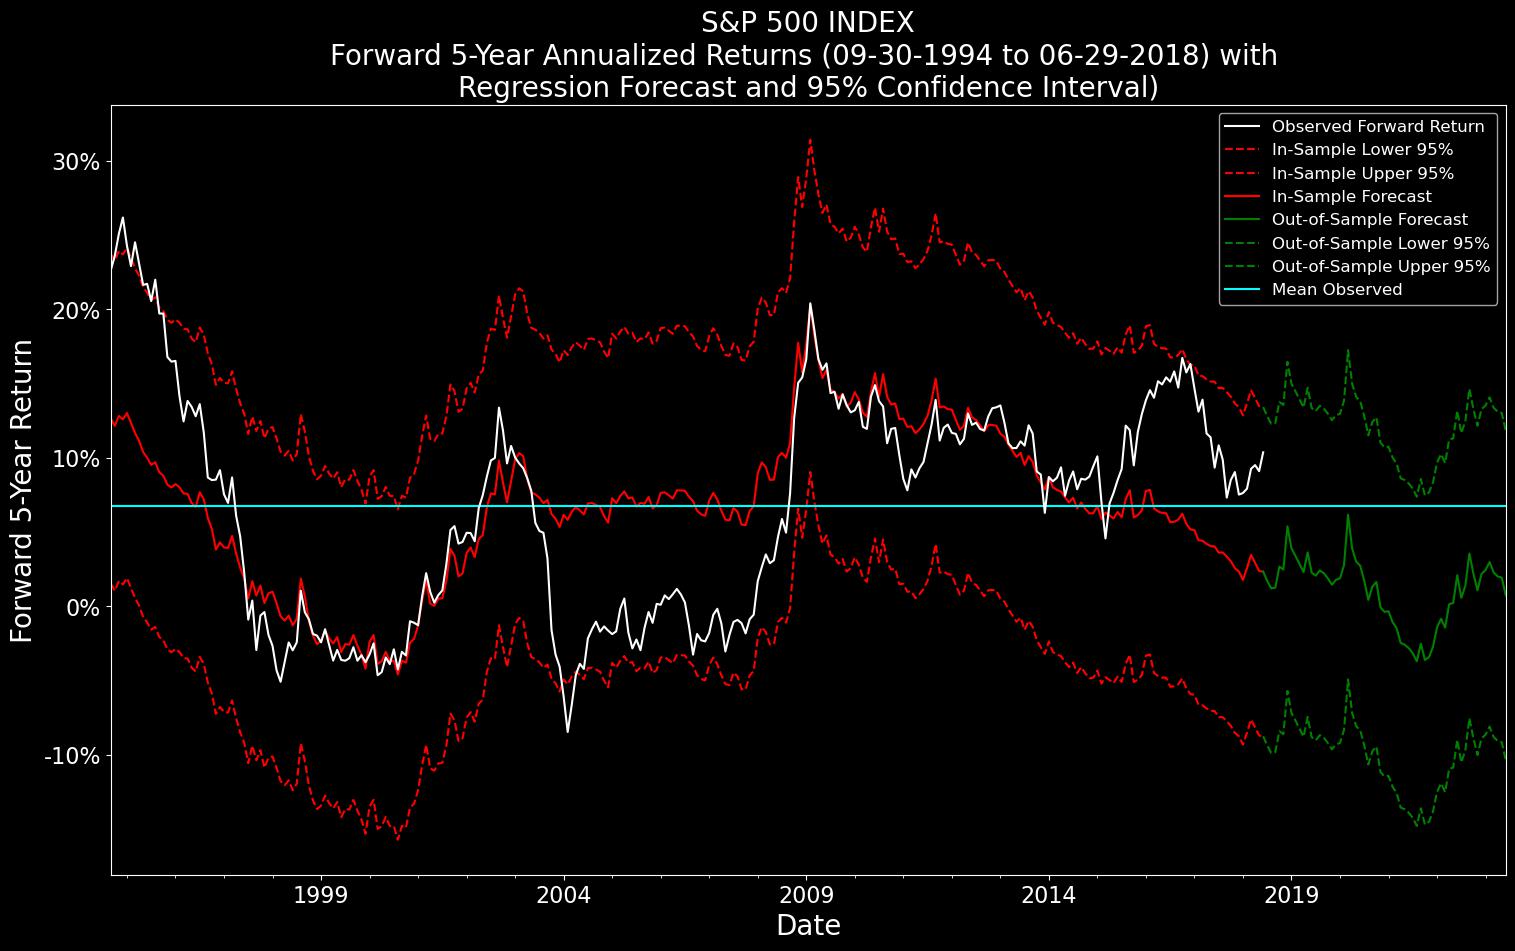 S&P 500 INDEX
Forward 5-Year Annualized Returns (09-30-1994 to 06-29-2018) with
Regression Forecast and 95% Confidence Interval)
Observed Forward Return
In-Sample Lower 95%
In-Sample Upper 95%
In-Sample Forecast
Out-of-Sample Forecast
Out-of-Sample Lower 95%
Out-of-Sample Upper 95%
Mean Observed
Forward 5-Year Return
30%
20%
10%
0%
-10%
1999 2004 2009 2014 2019
Date